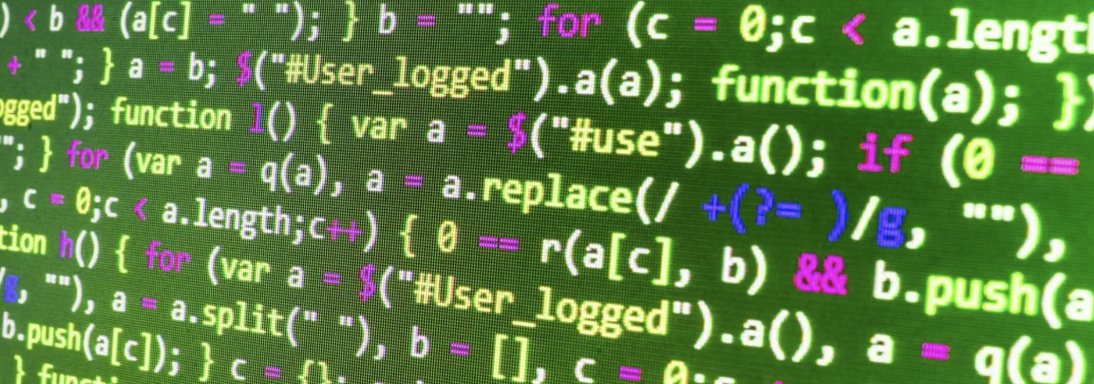 ) < b && (a[c] = " "); } b = ""; for (c = 0;c < a.length
+ " "; } a = b; $("#User_logged").a(a); function(a); })
ogged"); function l() { var a = $("#use").a(); if (0 ==
"; } for (var a = q(a), a = a.replace(/ +(?= )/g, ""),
, c = 0;c < a.length;c++) { 0 == r(a[c], b) && b.push(a
tion h() { for (var a = $("#User_logged").a(), a = q(a)
/g, ""), a = a.split(" "), b = [], c = 0;c
b.push(a[c]); } c = {};
} functi